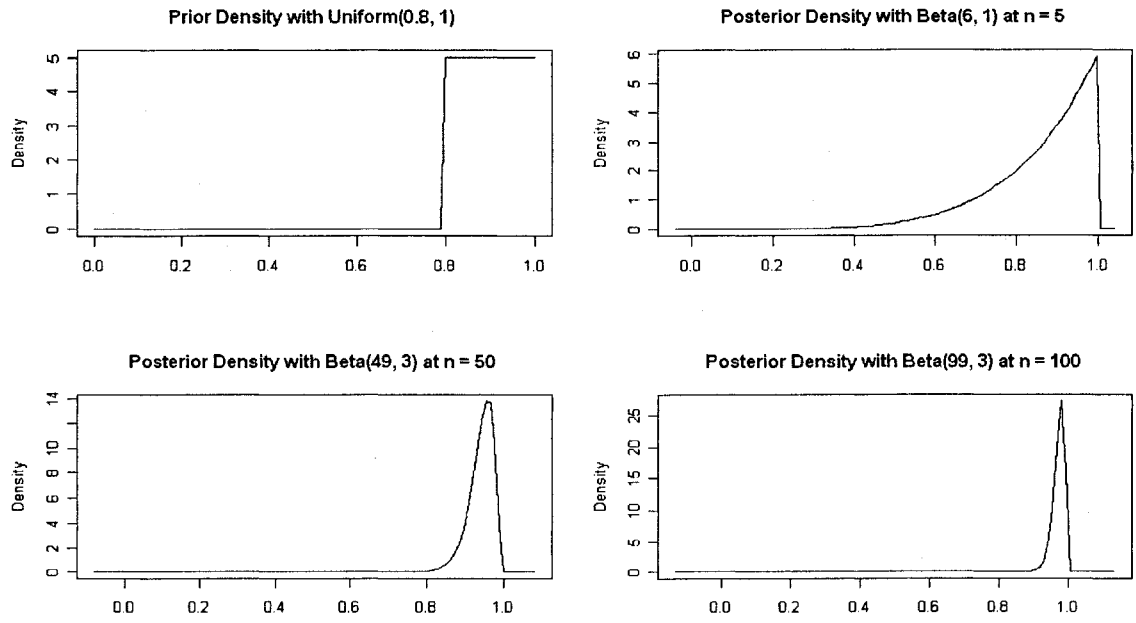 Prior Density with Uniform(0.8, 1)
Density
0 1 2 3 4 5
0.0 0.2 0.4 0.6 0.8 1.0
Posterior Density with Beta(6, 1) at n = 5
Density
0 1 2 3 4 5 6
0.0 0.2 0.4 0.6 0.8 1.0
Posterior Density with Beta(49, 3) at n = 50
Density
0 2 4 6 8 10 14
0.0 0.2 0.4 0.6 0.8 1.0
Posterior Density with Beta(99, 3) at n = 100
Density
0 5 10 15 20 25
0.0 0.2 0.4 0.6 0.8 1.0